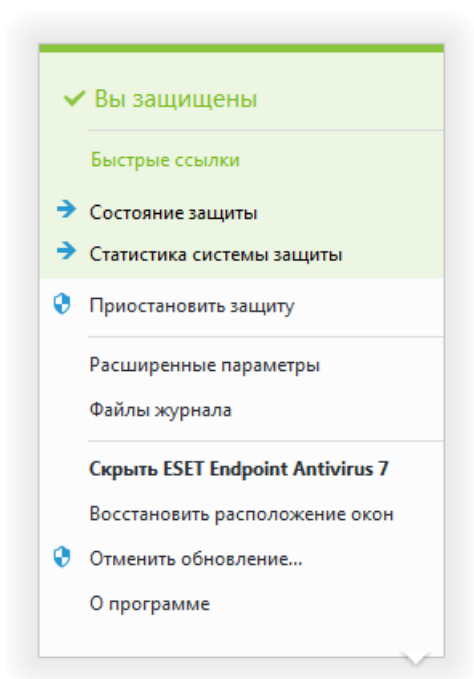 Вы защищены
Быстрые ссылки
Состояние защиты
Статистика системы защиты
Приостановить защиту
Расширенные параметры
Файлы журнала
Скрыть ESET Endpoint Antivirus 7
Восстановить расположение окон
Отменить обновление...
О программе